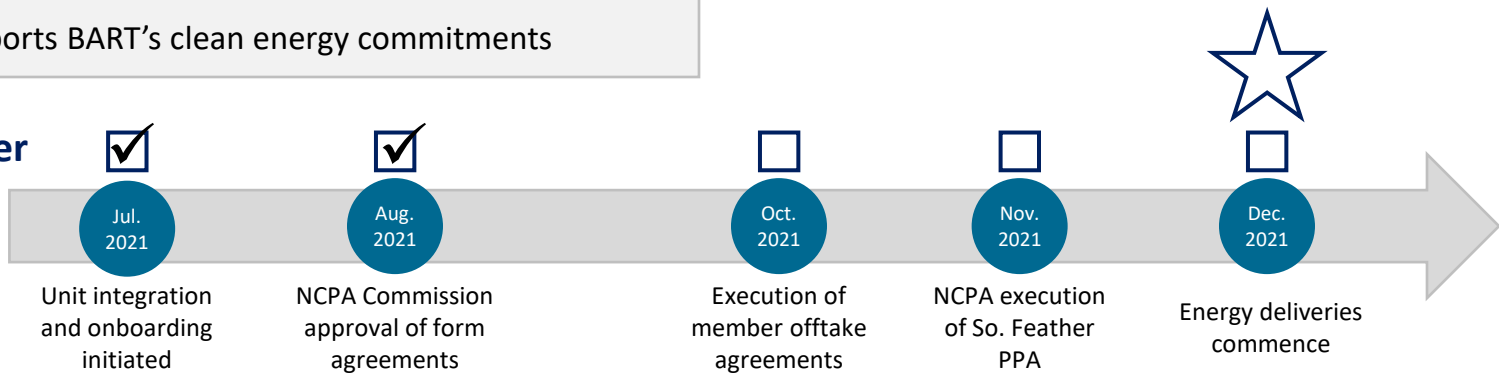 BART's clean energy commitments
Jul.
2021
Aug.
2021
Oct.
2021
Nov.
2021
Dec.
2021
Unit integration
and onboarding
initiated
NCPA Commission
approval of form
agreements
Execution of
member offtake
agreements
NCPA execution
of So. Feather
PPA
Energy deliveries
commence